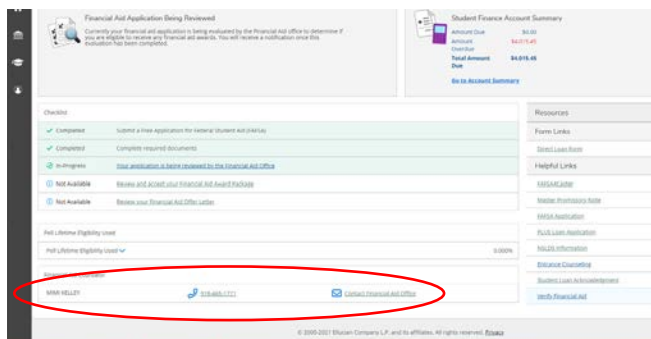 Financial Aid Application Being Reviewed
Currently your financial aid application is being evaluated by the Financial Aid office to determine if
you are eligible to receive any financial aid awards. You will receive a notification once this
evaluation has been completed.
Student Finance Account Summary
Amount Due $0.00
Amount
Overdue $4,015.45
Total Amount
Due $4,015.45
Go to Account Summary
Checklist
Completed Submit a Free Application for Federal Student Aid (FAFSA)
Completed Complete required documents
In-Progress Your application is being reviewed by the Financial Aid Office
Not Available Review and accept your Financial Aid Award Package
Not Available Review your Financial Aid Offer Letter
Pell Lifetime Eligibility Used
Pell Lifetime Eligibility Used 0.000%
MIMI KELLEY Contact Financial Aid Office
Resources
Form Links
Direct Loan Form
Helpful Links
FAFSA4caster
Master Promissory Note
FAFSA Application
PLUS Loan Application
NSLDS Information
Entrance Counseling
Student Loan Acknowledgment
Verify Financial Aid
© 2000-2021 Ellucian Company L.P. and its affiliates. All rights reserved. Privacy